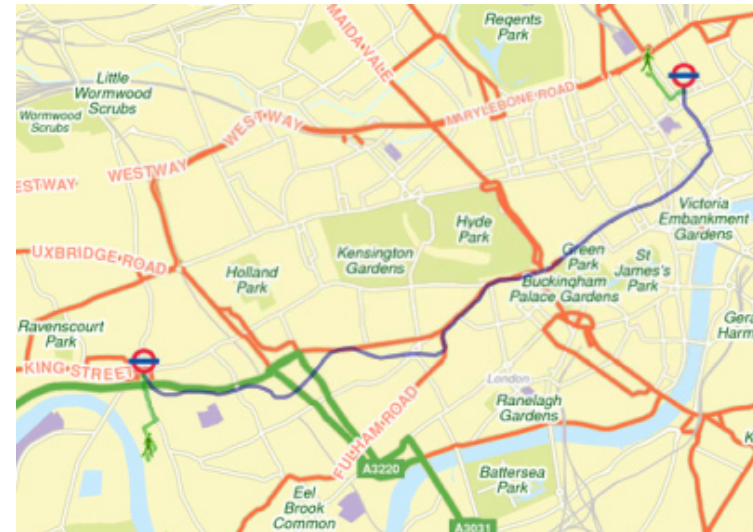 Regents
Park
MAIDA VALE
Little
Wormwood
Scrubs
Wormwood
Scrubs
MARYLEBONE ROAD
WESTWAY
WESTWAY
ESTWAY
Hyde
Park
Victoria
Embankment
Gardens
Kensington
Gardens
UXBRIDGE ROAD
Holland
Park
Green
Park
St
James's
Park
Buckingham
Palace Gardens
Ravenscourt
Park
Gera
Harm
KING STREET
London
Ranelagh
Gardens
FULHAM ROAD
K
A3220
Battersea
Park
Eel
Brook
Common
A3031